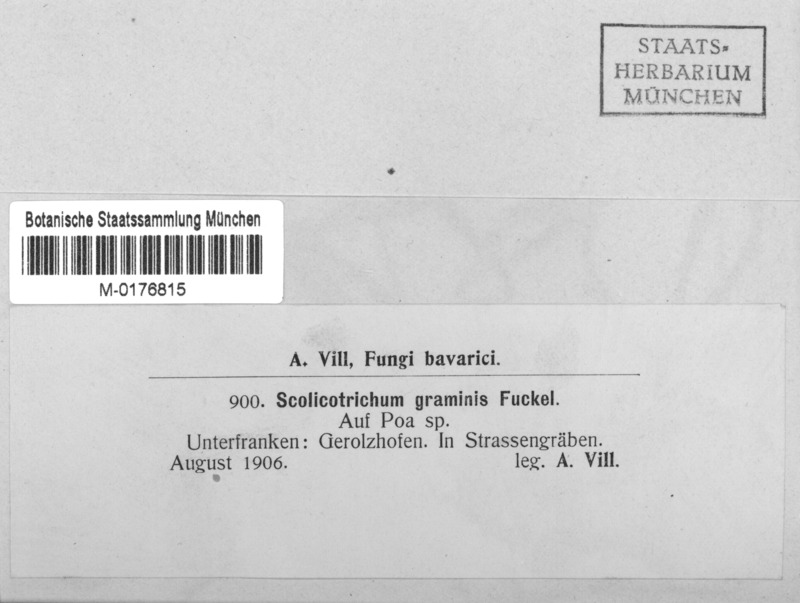 STAATS-
HERBARIUM
MÜNCHEN
Botanische Staatssammlung München
M-0176815
A. Vill, Fungi bavarici.
900. Scolicotrichum graminis Fuckel.
Auf Poa sp.
Unterfranken: Gerolzhofen. In Strassengräben.
August 1906. leg. A. Vill.